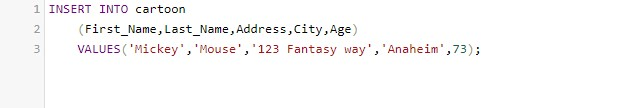 1 INSERT INTO cartoon
2 (First_Name,Last_Name,Address,City,Age)
3 VALUES('Mickey','Mouse','123 Fantasy way','Anaheim',73);